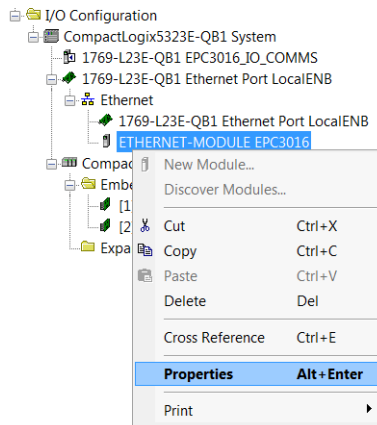 I/O Configuration
CompactLogix5323E-QB1 System
1769-L23E-QB1 EPC3016_IO_COMMS
1769-L23E-QB1 Ethernet Port LocalENB
Ethernet
1769-L23E-QB1 Ethernet Port LocalENB
ETHERNET-MODULE EPC3016
Compac
New Module...
Embe
Discover Modules...
[1
[2
Cut Ctrl+X
Expa
Copy Ctrl+C
Paste Ctrl+V
Delete Del
Cross Reference Ctrl+E
Properties Alt+Enter
Print